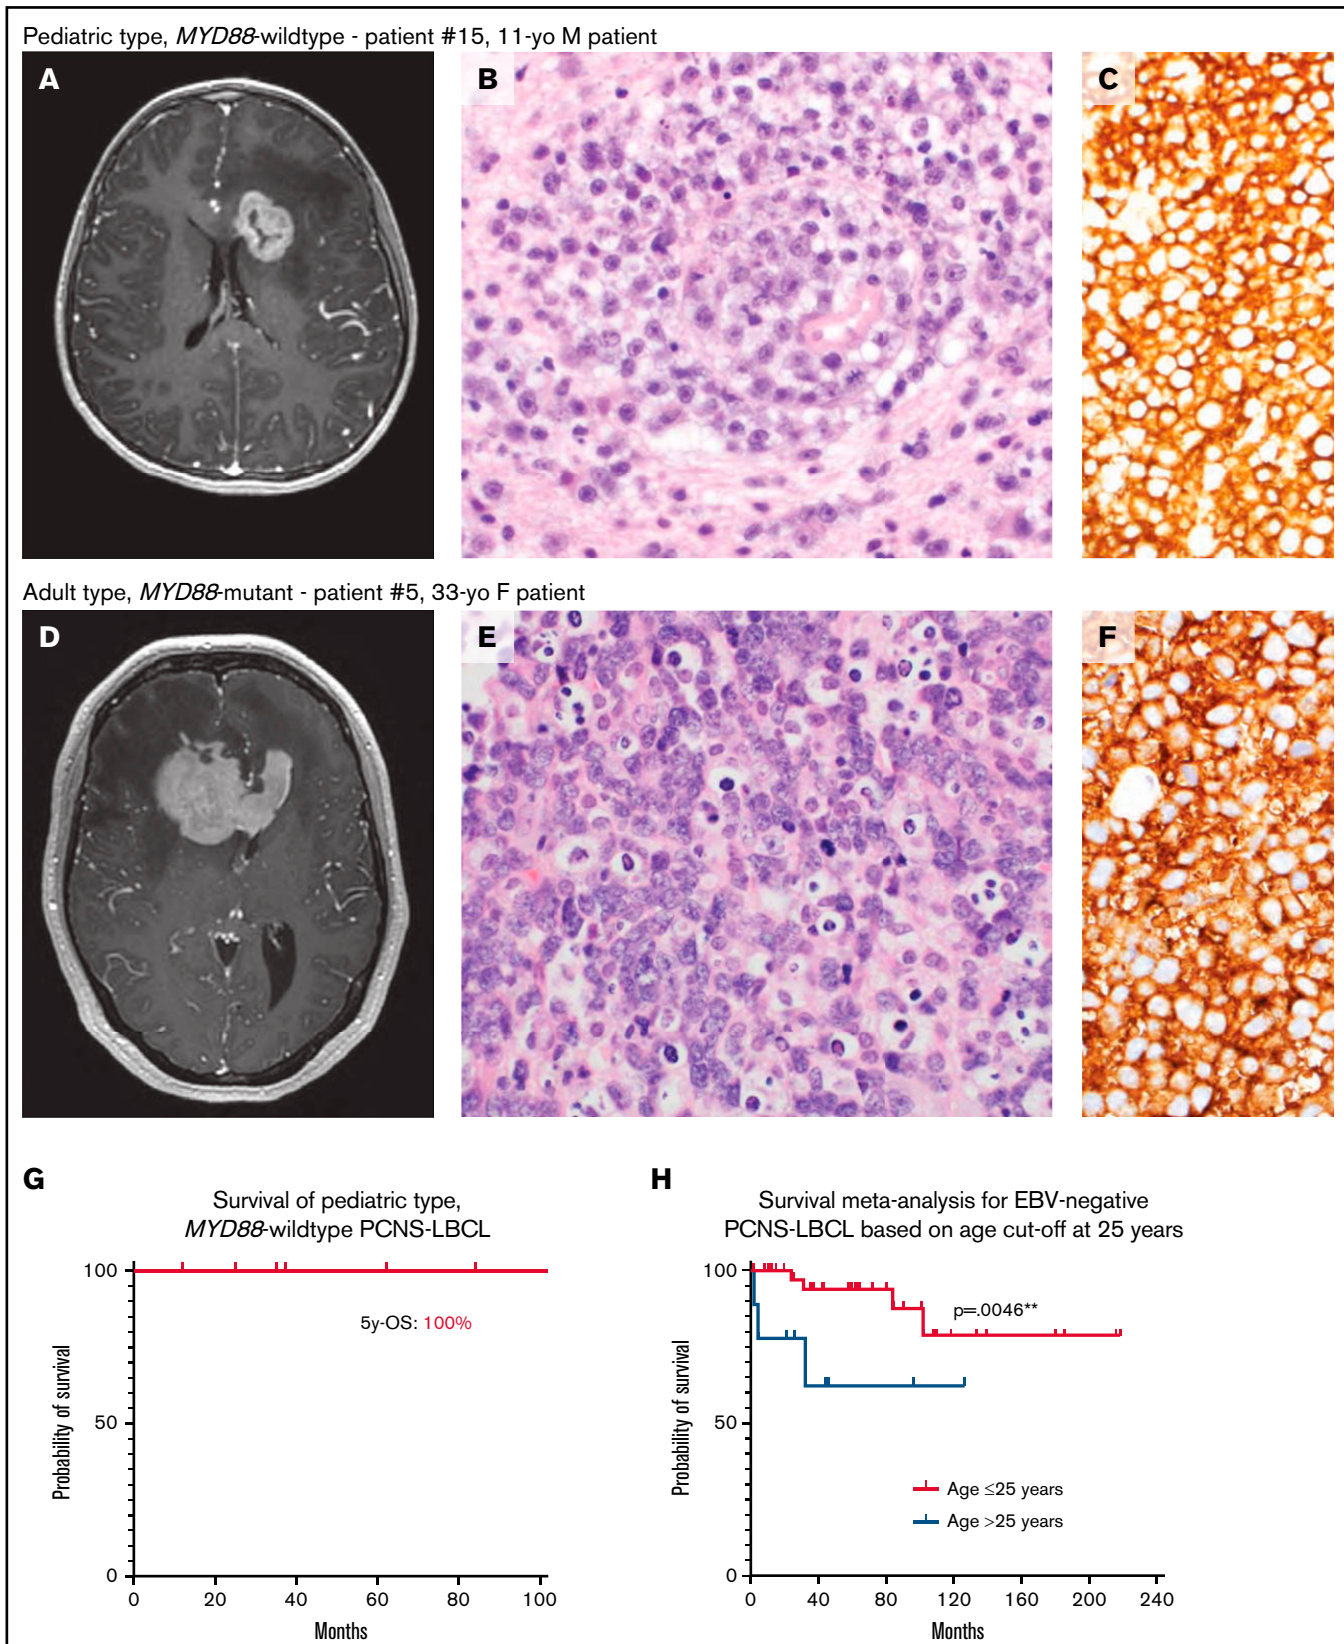 Pediatric type, MYD88-wildtype - patient #15, 11-yo M patient
A
B
C
Adult type, MYD88-mutant - patient #5, 33-yo F patient
D
E
F
G
Survival of pediatric type,
MYD88-wildtype PCNS-LBCL
100
50
0
Probability of survival
5y-OS: 100%
0 20 40 60 80 100
Months
H
Survival meta-analysis for EBV-negative
PCNS-LBCL based on age cut-off at 25 years
100
50
0
Probability of survival
p=.0046**
Age ≤25 years
Age >25 years
0 40 80 120 160 200 240
Months